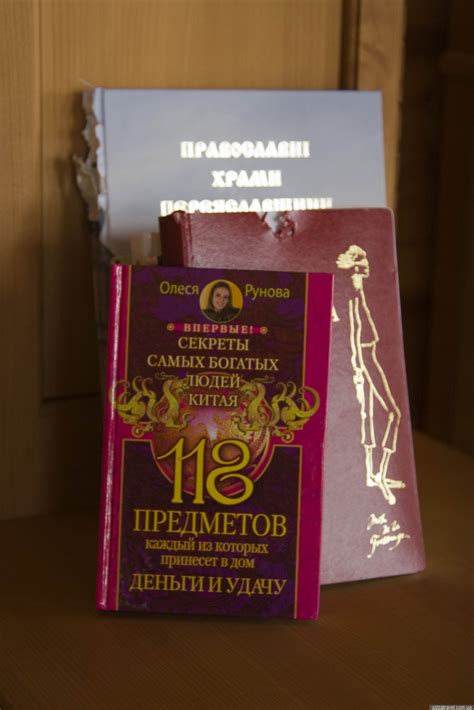 ПРАВОСЛАВНІ
ХРАМИ
ПЕРЕЯСЛАВЩИНИ
Олеся Рунова
ВПЕРВЫЕ!
СЕКРЕТЫ
САМЫХ БОГАТЫХ
ЛЮДЕЙ
КИТАЯ
118
ПРЕДМЕТОВ
каждый из которых
принесет в дом
ДЕНЬГИ И УДАЧУ